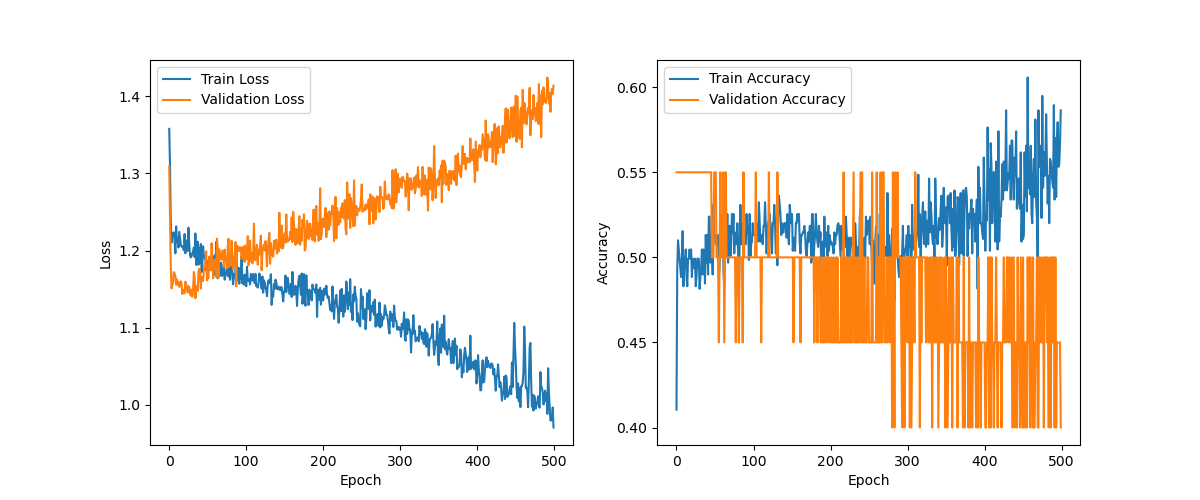 Train Loss
Validation Loss
1.4
1.3
1.2
1.1
1.0
Loss
0
100
200
300
400
500
Epoch
Train Accuracy
Validation Accuracy
0.60
0.55
0.50
0.45
0.40
Accuracy
0
100
200
300
400
500
Epoch